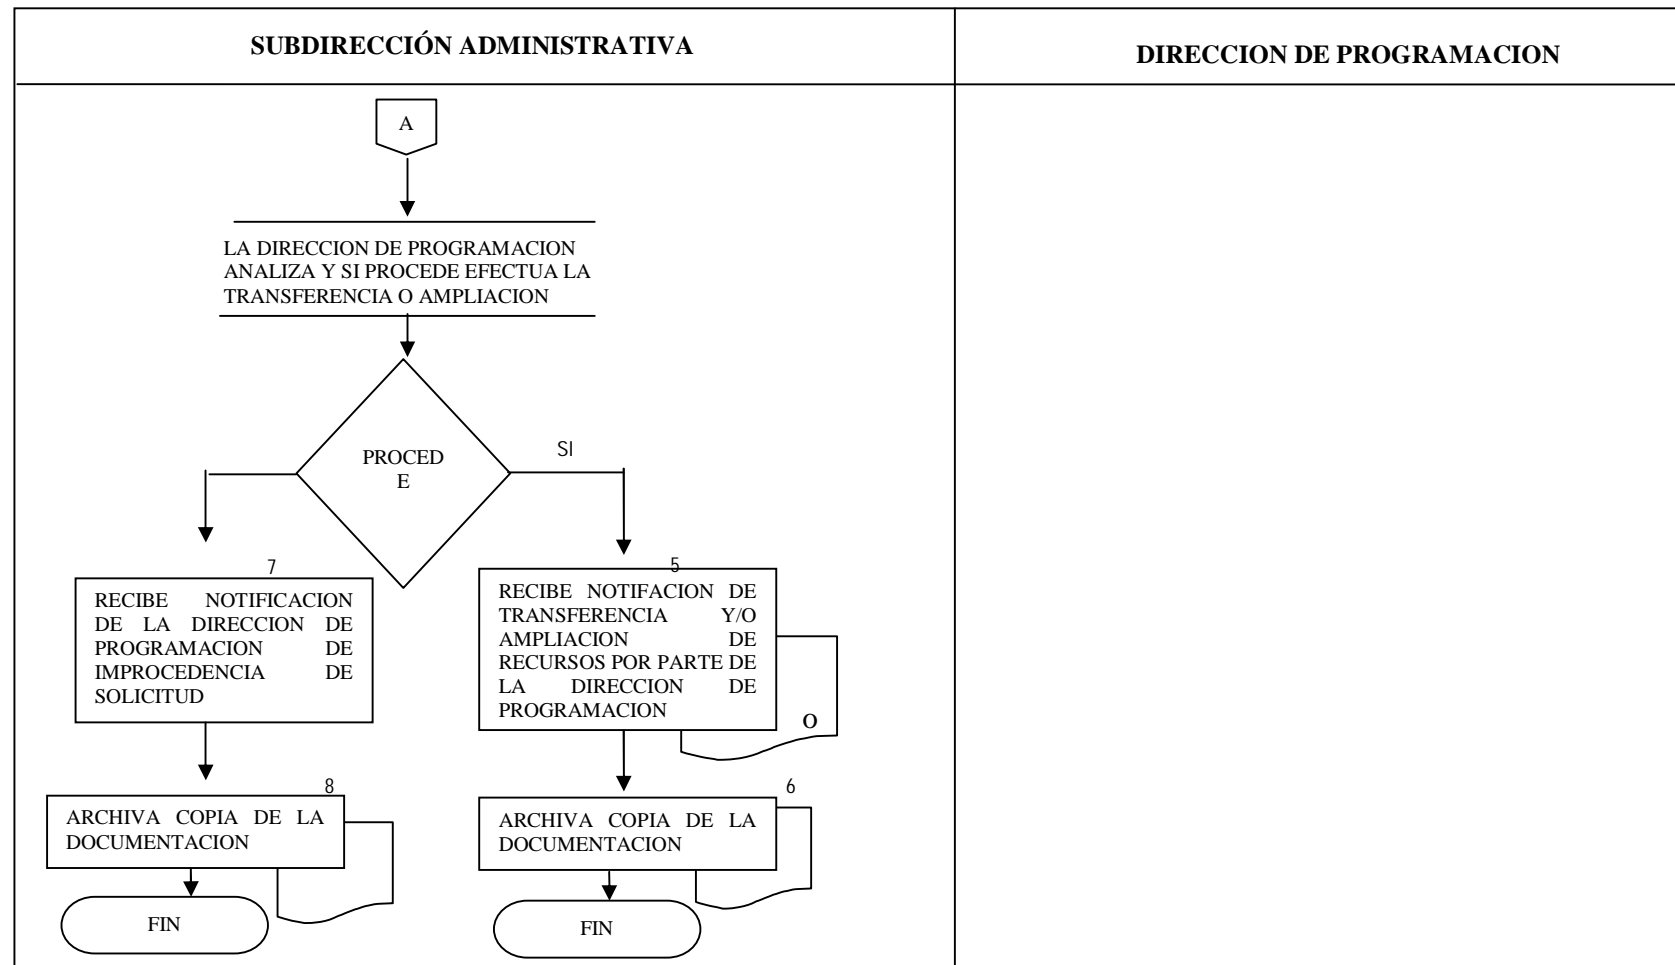 SUBDIRECCIÓN ADMINISTRATIVA
DIRECCION DE PROGRAMACION
A
LA DIRECCION DE PROGRAMACION
ANALIZA Y SI PROCEDE EFECTUA LA
TRANSFERENCIA O AMPLIACION
PROCED
E
SI
7
RECIBE NOTIFICACION
DE LA DIRECCION DE
PROGRAMACION DE
IMPROCEDENCIA DE
SOLICITUD
5
RECIBE NOTIFACION DE
TRANSFERENCIA Y/O
AMPLIACION DE
RECURSOS POR PARTE DE
LA DIRECCION DE
PROGRAMACION
O
8
ARCHIVA COPIA DE LA
DOCUMENTACION
6
ARCHIVA COPIA DE LA
DOCUMENTACION
FIN
FIN